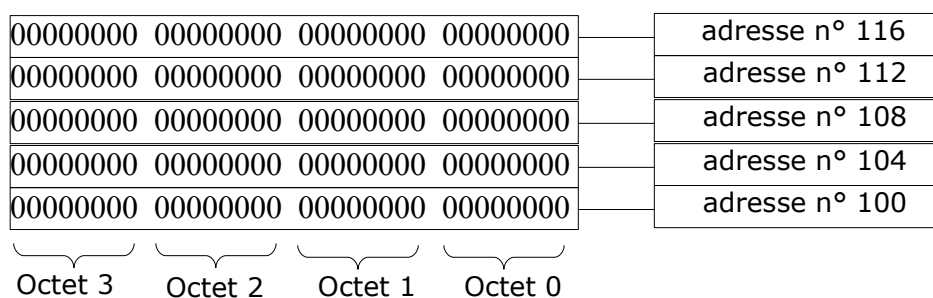 00000000 00000000 00000000 00000000 adresse n° 116
00000000 00000000 00000000 00000000 adresse n° 112
00000000 00000000 00000000 00000000 adresse n° 108
00000000 00000000 00000000 00000000 adresse n° 104
00000000 00000000 00000000 00000000 adresse n° 100
Octet 3 Octet 2 Octet 1 Octet 0